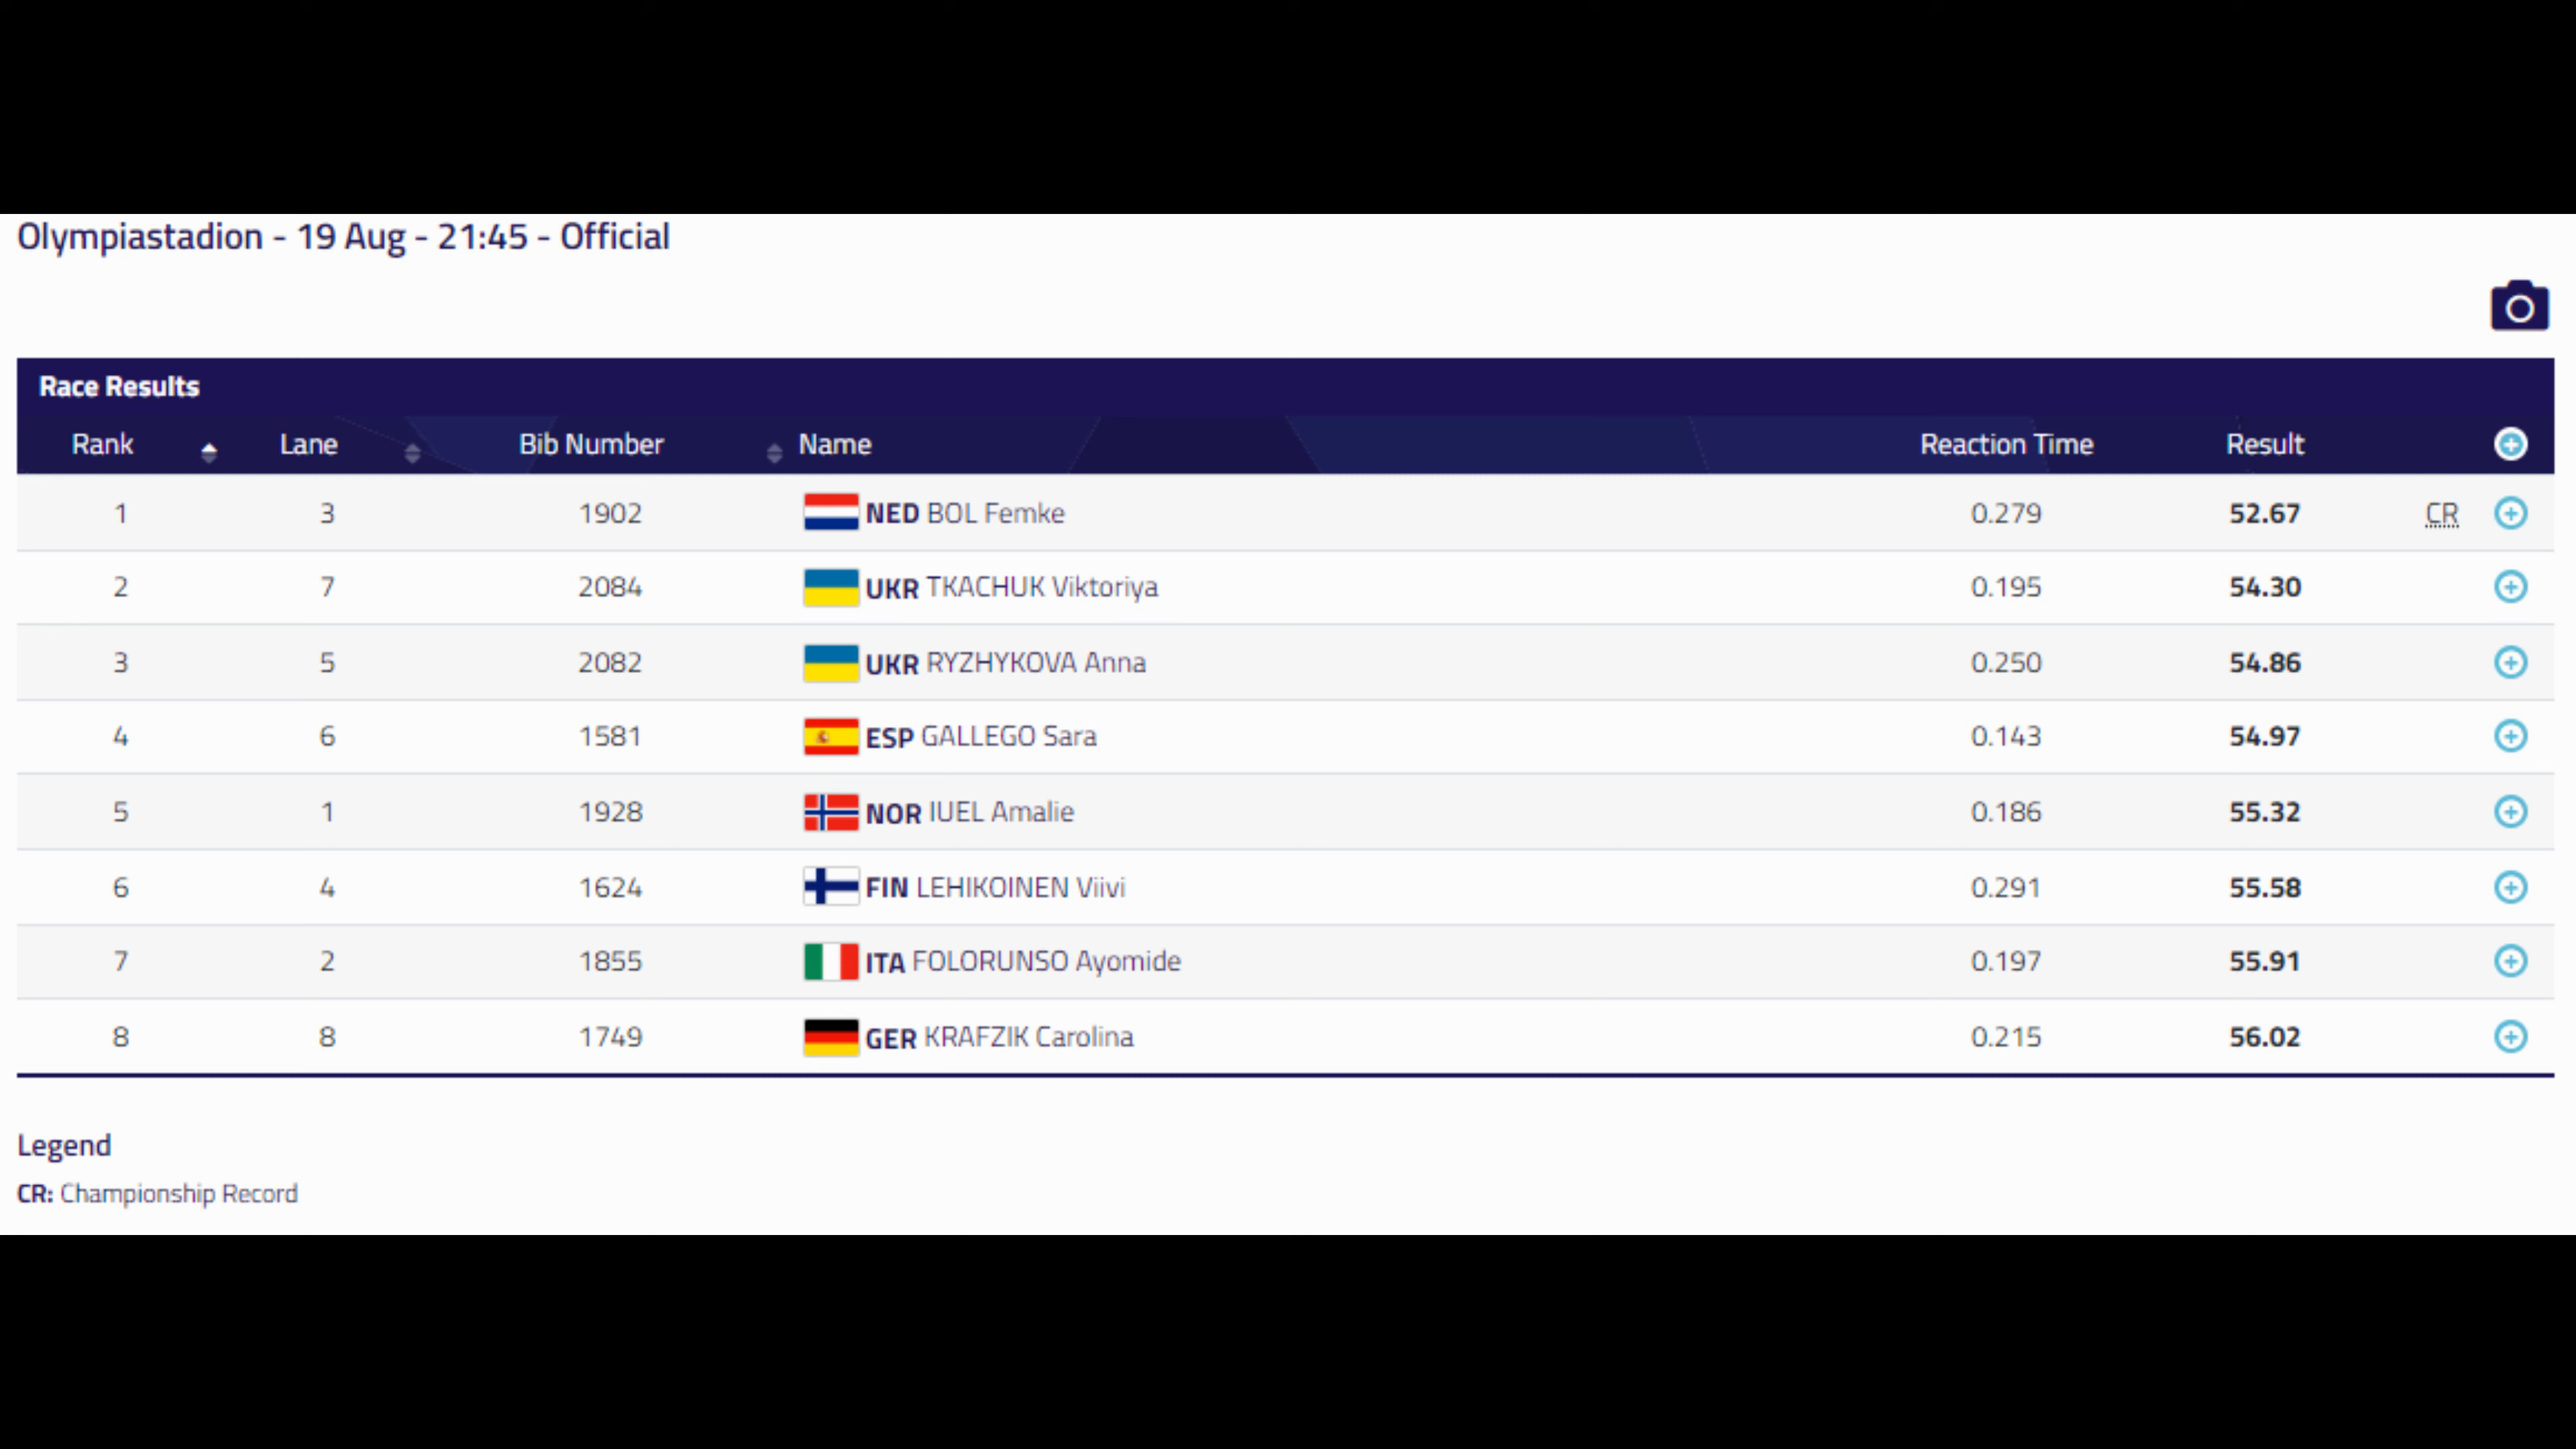 Olympiastadion - 19 Aug - 21:45 - Official
Race Results
Rank Lane Bib Number Name Reaction Time Result
1 3 1902 NED BOL Femke 0.279 52.67 CR
2 7 2084 UKR TKACHUK Viktoriya 0.195 54.30
3 5 2082 UKR RYZHYKOVA Anna 0.250 54.86
4 6 1581 ESP GALLEGO Sara 0.143 54.97
5 1 1928 NOR IUEL Amalie 0.186 55.32
6 4 1624 FIN LEHIKOINEN Viivi 0.291 55.58
7 2 1855 ITA FOLORUNSO Ayomide 0.197 55.91
8 8 1749 GER KRAFZIK Carolina 0.215 56.02
Legend
CR: Championship Record